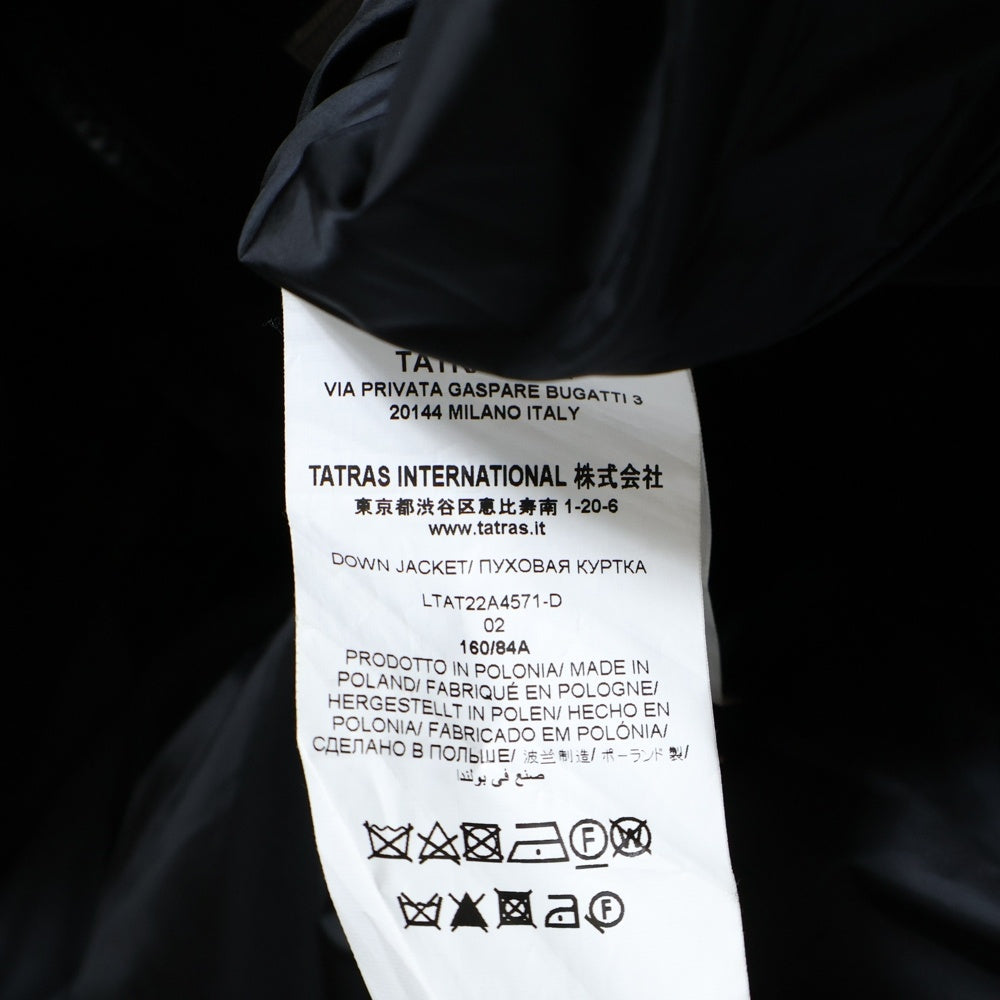 VIA PRIVATA GASPARE BUGATTI 3
20144 MILANO ITALY
TATRAS INTERNATIONAL 株式会社
東京都渋谷区恵比寿南 1-20-6
www.tatras.it
DOWN JACKET/ ПУХОВАЯ КУРТКА
LTAT22A4571-D
02
160/84A
PRODOTTO IN POLONIA/ MADE IN
POLAND/ FABRIQUÉ EN POLOGNE/
HERGESTELLT IN POLEN/ HECHO EN
POLONIA/ FABRICADO EM POLÓNIA/
СДЕЛАНО В ПОЛЬШЕ/ 波兰制造/ ポーランド製/
صنع في بولندا
F W
F